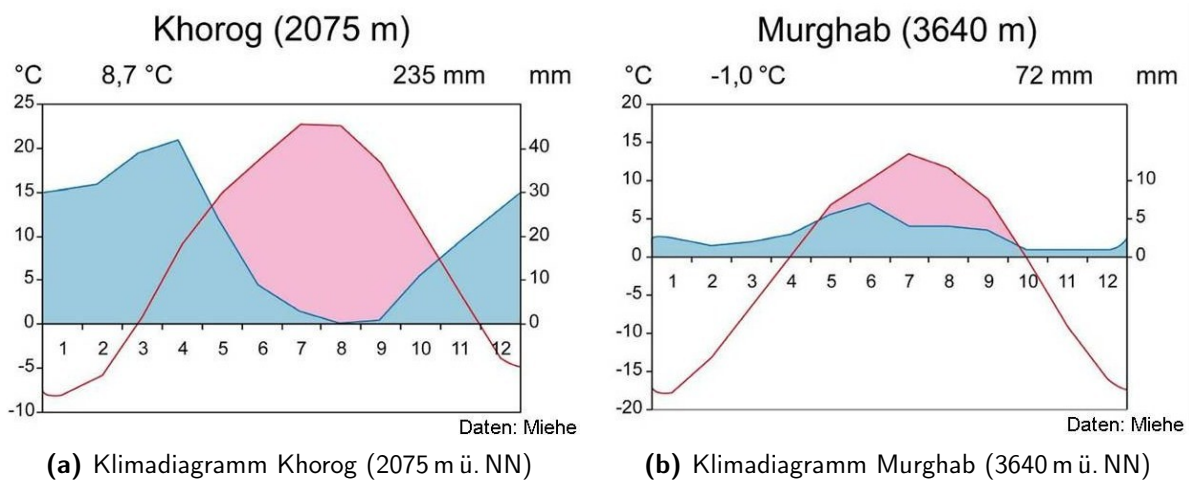 Khorog (2075 m)
°C 8,7 °C 235 mm mm
25
20 40
15 30
10 20
5 10
0 0
1 2 3 4 5 6 7 8 9 10 11 12
-5
-10
Daten: Miehe
(a) Klimadiagramm Khorog (2075 m ü. NN)
Murghab (3640 m)
°C -1,0 °C 72 mm mm
20
15
10 10
5 5
0 0
1 2 3 4 5 6 7 8 9 10 11 12
-5
-10
-15
-20
Daten: Miehe
(b) Klimadiagramm Murghab (3640 m ü. NN)